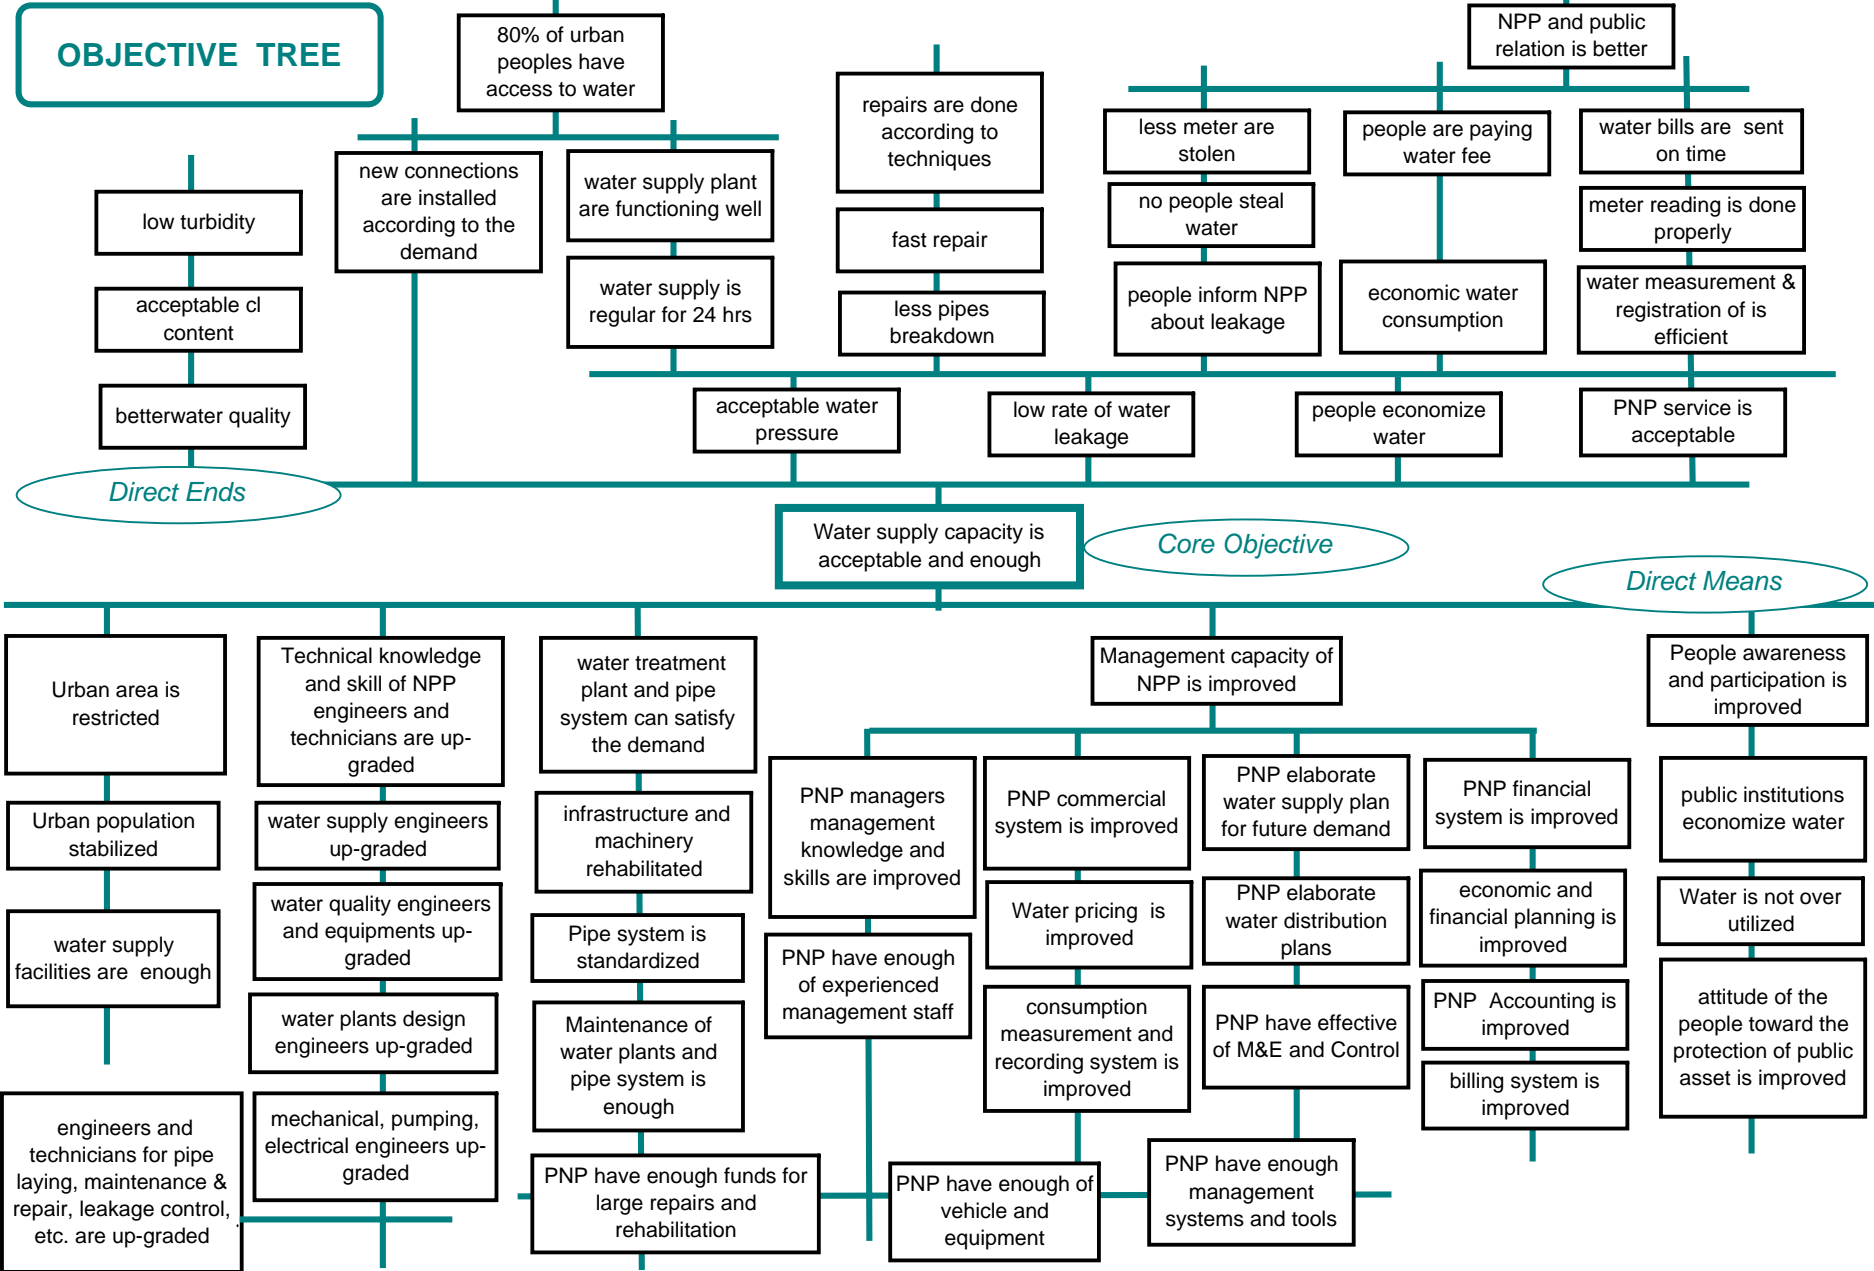 OBJECTIVE TREE
80% of urban
peoples have
access to water
NPP and public
relation is better
repairs are done
according to
techniques
less meter are
stolen
people are paying
water fee
water bills are sent
on time
new connections
are installed
according to the
demand
water supply plant
are functioning well
low turbidity
no people steal
water
meter reading is done
properly
fast repair
water supply is
regular for 24 hrs
acceptable cl
content
less pipes
breakdown
people inform NPP
about leakage
economic water
consumption
water measurement &
registration of is
efficient
betterwater quality
acceptable water
pressure
low rate of water
leakage
people economize
water
PNP service is
acceptable
Direct Ends
Water supply capacity is
acceptable and enough
Core Objective
Direct Means
Urban area is
restricted
Technical knowledge
and skill of NPP
engineers and
technicians are up-
graded
water treatment
plant and pipe
system can satisfy
the demand
Management capacity of
NPP is improved
People awareness
and participation is
improved
Urban population
stabilized
water supply engineers
up-graded
infrastructure and
machinery
rehabilitated
PNP managers
management
knowledge and
skills are improved
PNP commercial
system is improved
PNP elaborate
water supply plan
for future demand
PNP financial
system is improved
public institutions
economize water
water supply
facilities are enough
water quality engineers
and equipments up-
graded
Pipe system is
standardized
PNP have enough
of experienced
management staff
Water pricing is
improved
PNP elaborate
water distribution
plans
economic and
financial planning is
improved
Water is not over
utilized
water plants design
engineers up-graded
Maintenance of
water plants and
pipe system is
enough
consumption
measurement and
recording system is
improved
PNP have effective
of M&E and Control
PNP Accounting is
improved
attitude of the
people toward the
protection of public
asset is improved
billing system is
improved
engineers and
technicians for pipe
laying, maintenance &
repair, leakage control,
etc. are up-graded
mechanical, pumping,
electrical engineers up-
graded
PNP have enough funds for
large repairs and
rehabilitation
PNP have enough of
vehicle and
equipment
PNP have enough
management
systems and tools